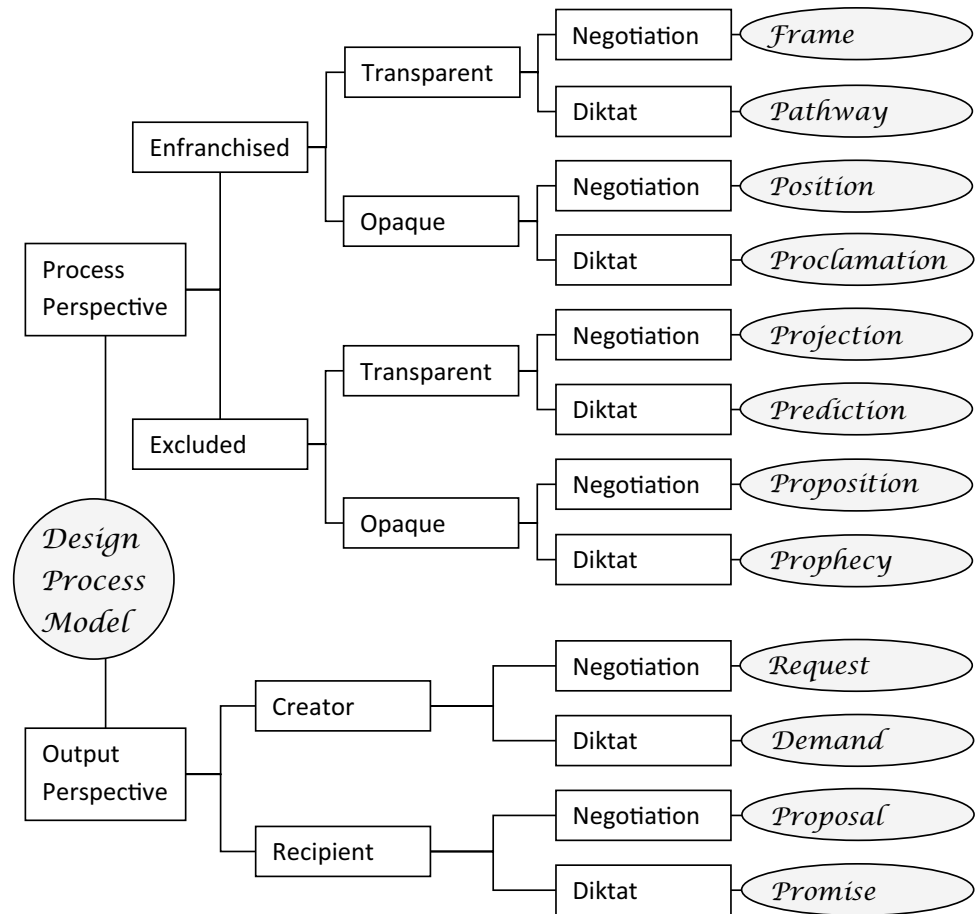 Negotiation
Frame
Transparent
Diktat
Pathway
Enfranchised
Negotiation
Position
Opaque
Diktat
Proclamation
Process
Perspective
Negotiation
Projection
Transparent
Diktat
Prediction
Excluded
Negotiation
Proposition
Opaque
Diktat
Prophecy
Design
Process
Model
Negotiation
Request
Creator
Diktat
Demand
Output
Perspective
Negotiation
Proposal
Recipient
Diktat
Promise